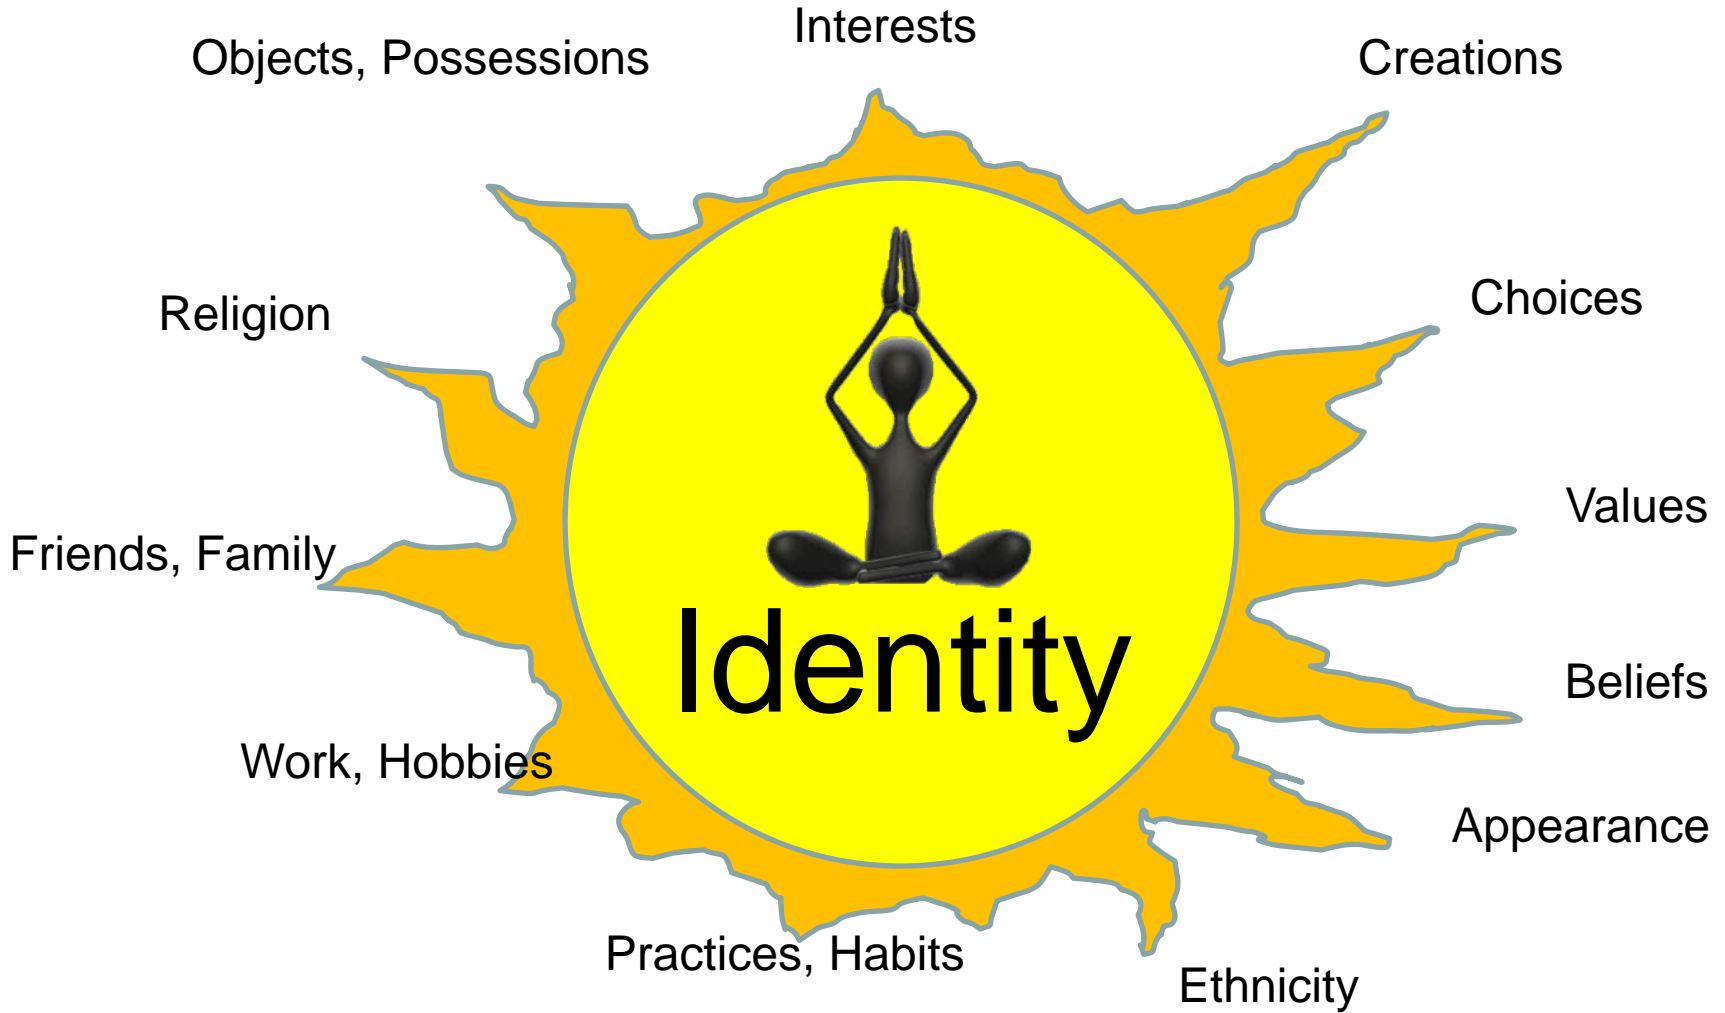 Interests
Objects, Possessions
Creations
Religion
Choices
Values
Friends, Family
Identity
Beliefs
Work, Hobbies
Appearance
Practices, Habits
Ethnicity